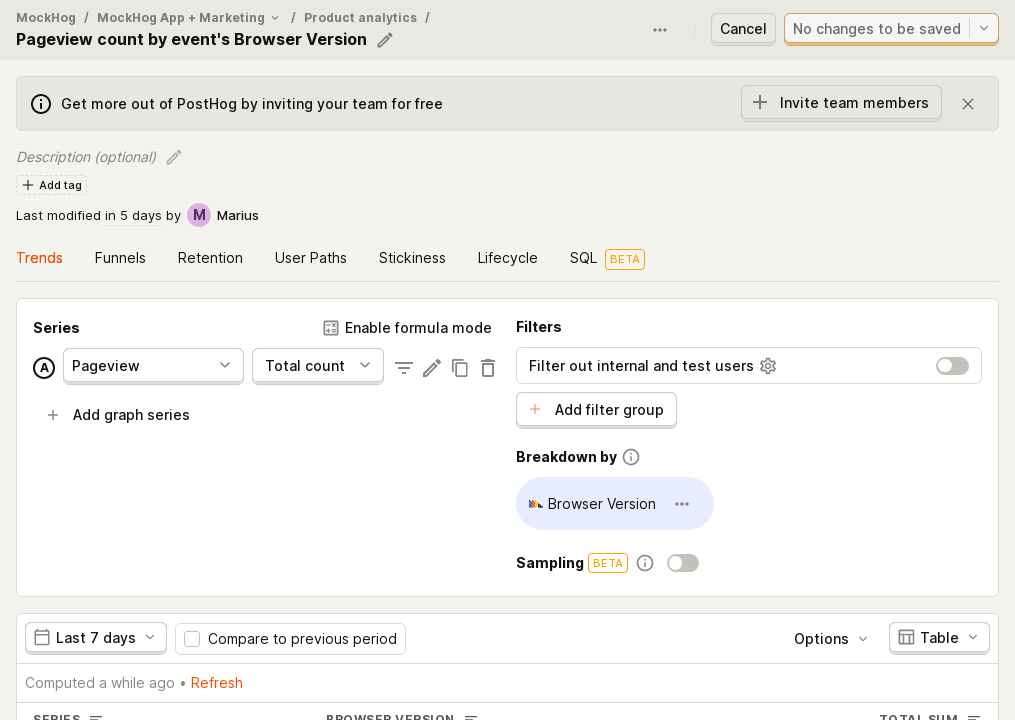 MockHog / MockHog App + Marketing / Product analytics /
Pageview count by event's Browser Version
Cancel
No changes to be saved
Get more out of PostHog by inviting your team for free
Invite team members
Description (optional)
Add tag
Last modified in 5 days by M Marius
Trends Funnels Retention User Paths Stickiness Lifecycle SQL BETA
Series
Enable formula mode
A Pageview Total count
Add graph series
Filters
Filter out internal and test users
Add filter group
Breakdown by
Browser Version
Sampling BETA
Last 7 days Compare to previous period Options Table
Computed a while ago • Refresh
SERIES BROWSER VERSION TOTAL SUM